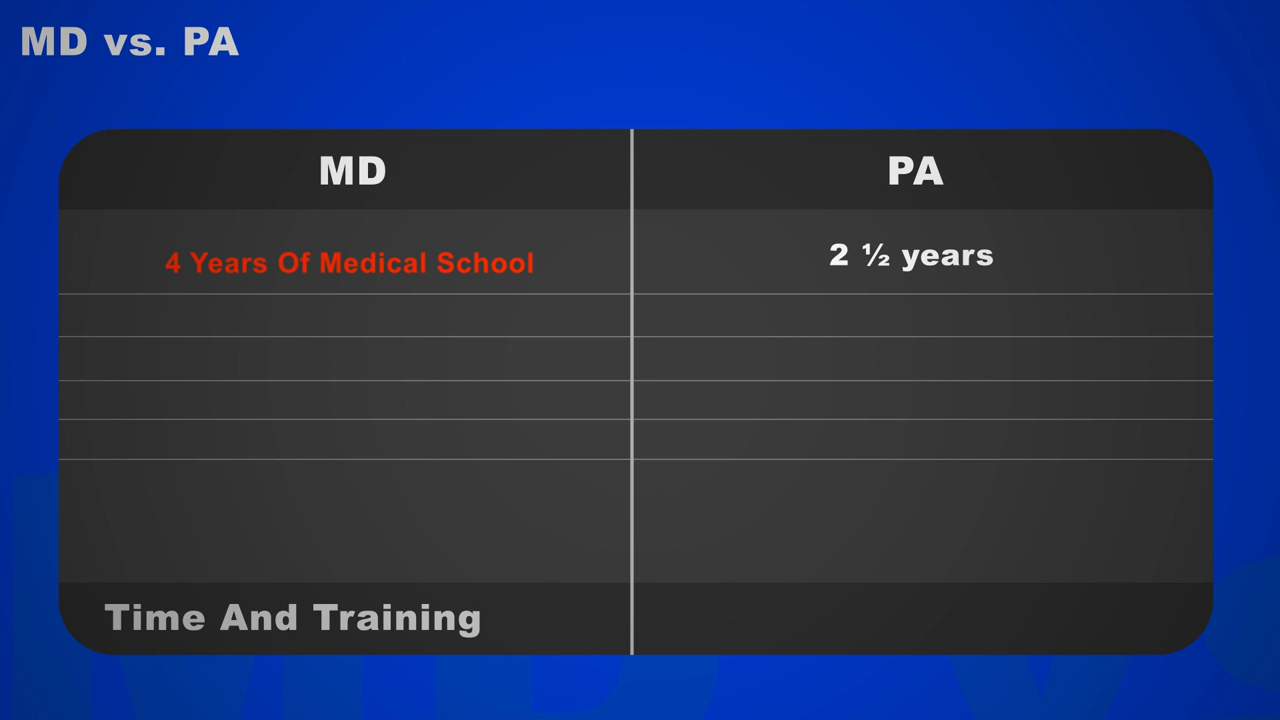 MD vs. PA
MD
PA
4 Years Of Medical School
2 ½ years
Time And Training